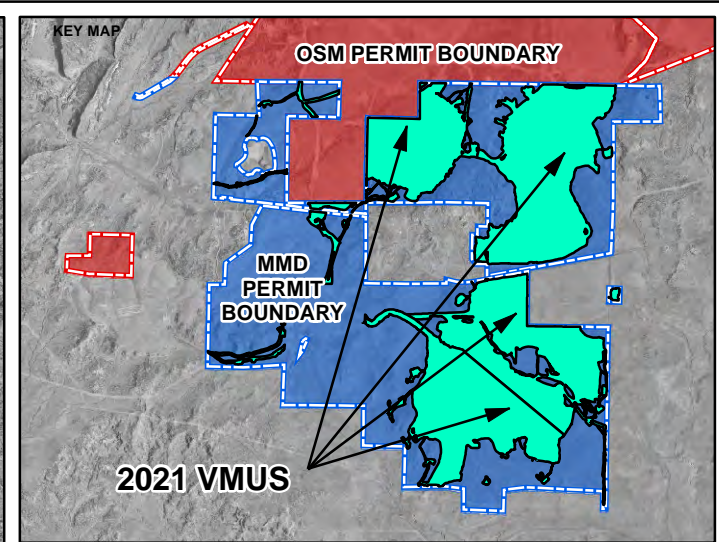 KEY MAP
OSM PERMIT BOUNDARY
MMD
PERMIT
BOUNDARY
2021 VMUS